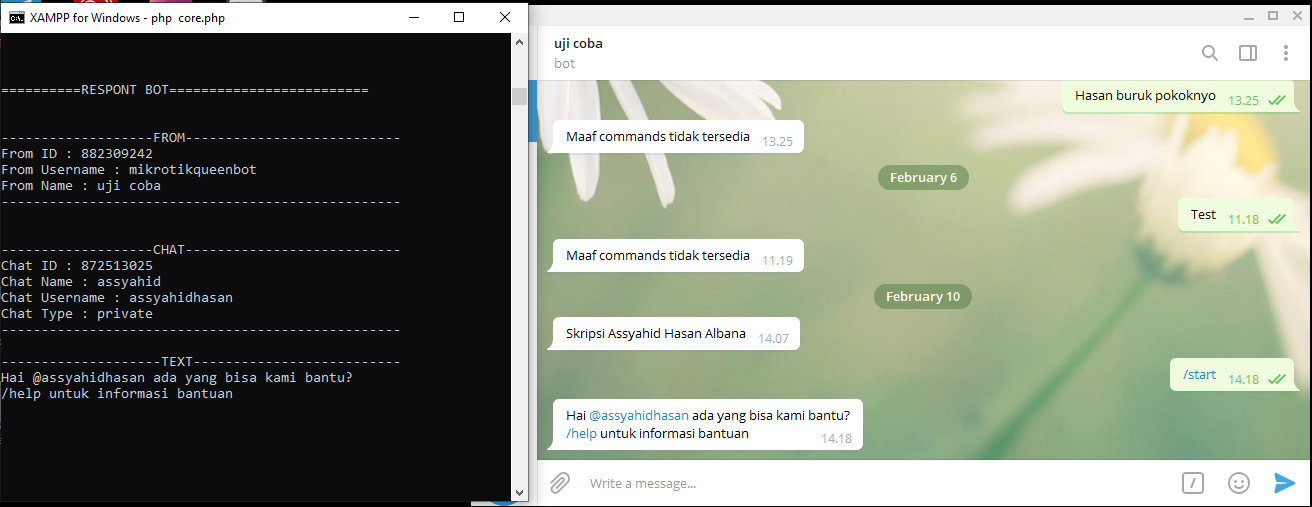 XAMPP for Windows - php core.php
==========RESPONT BOT=========================
-------------------FROM---------------------------
From ID : 882309242
From Username : mikrotikqueenbot
From Name : uji coba
--------------------------------------------------
-------------------CHAT---------------------------
Chat ID : 872513025
Chat Name : assyahid
Chat Username : assyahidhasan
Chat Type : private
--------------------------------------------------
--------------------TEXT--------------------------
Hai @assyahidhasan ada yang bisa kami bantu?
/help untuk informasi bantuan
uji coba
bot
Hasan buruk pokoknyo 13.25
Maaf commands tidak tersedia 13.25
February 6
Test 11.18
Maaf commands tidak tersedia 11.19
February 10
Skripsi Assyahid Hasan Albana 14.07
/start 14.18
Hai @assyahidhasan ada yang bisa kami bantu?
/help untuk informasi bantuan 14.18
Write a message...